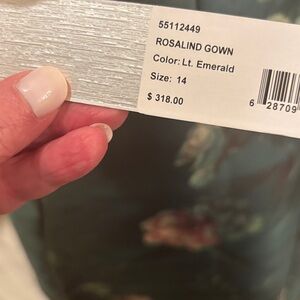 55112449
ROSALIND GOWN
Color: Lt. Emerald
Size: 14
$ 318.00
6 28709